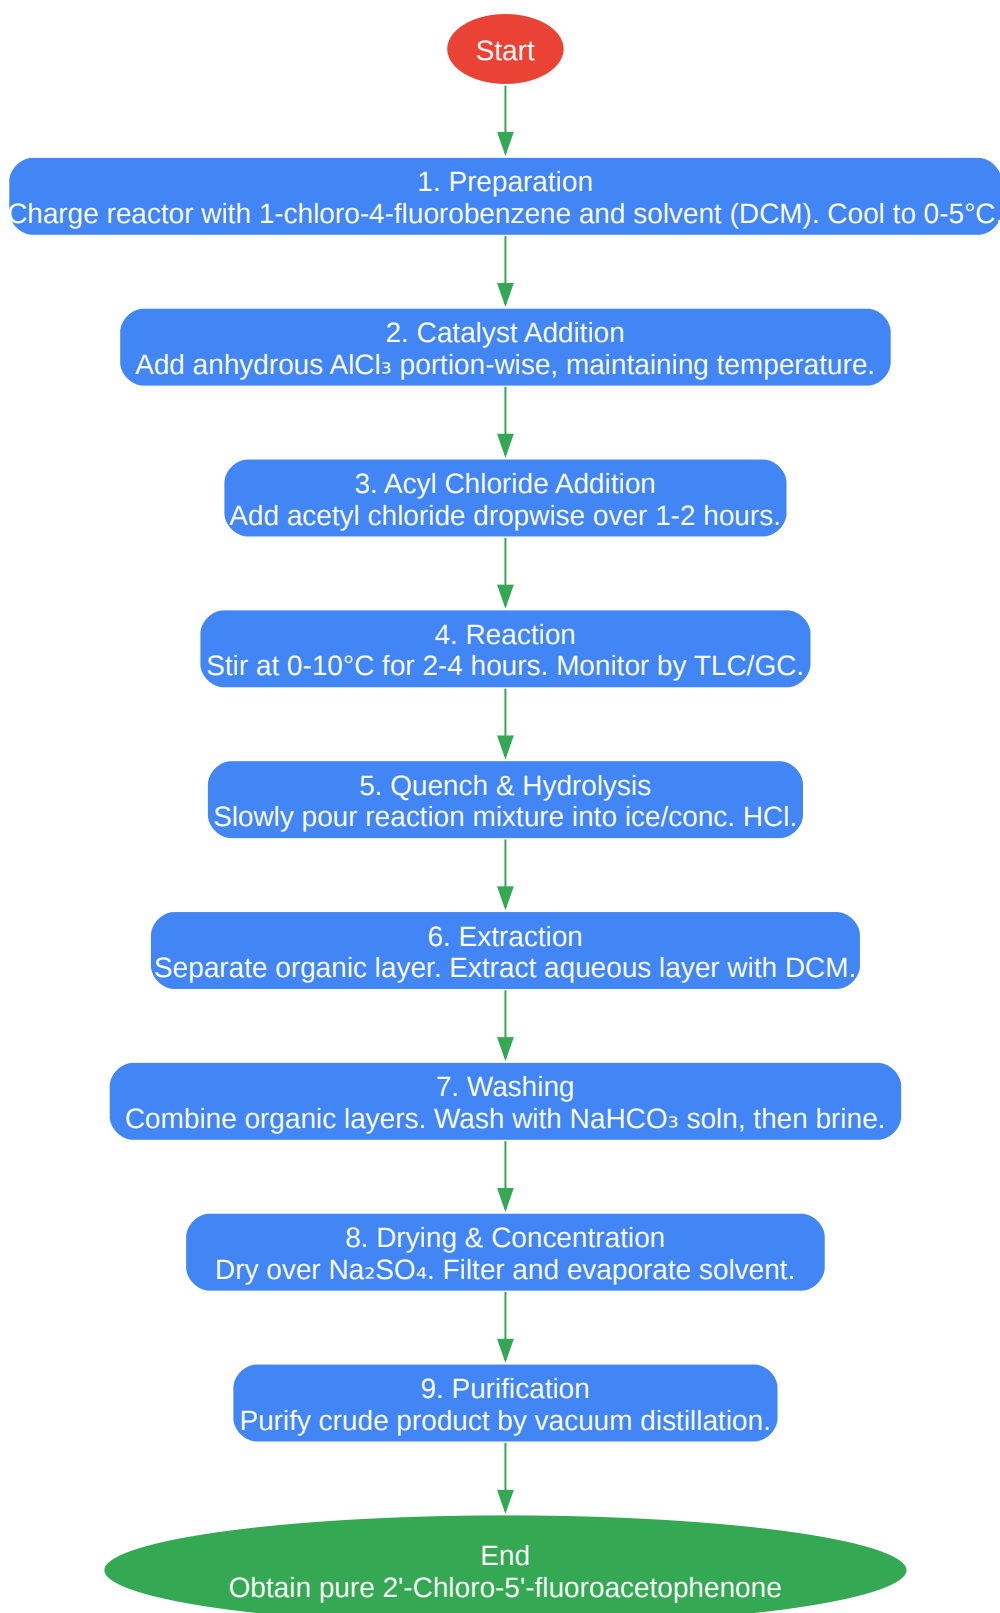 Start
1. Preparation
Charge reactor with 1-chloro-4-fluorobenzene and solvent (DCM). Cool to 0-5°C.
2. Catalyst Addition
Add anhydrous AlCl₃ portion-wise, maintaining temperature.
3. Acyl Chloride Addition
Add acetyl chloride dropwise over 1-2 hours.
4. Reaction
Stir at 0-10°C for 2-4 hours. Monitor by TLC/GC.
5. Quench & Hydrolysis
Slowly pour reaction mixture into ice/conc. HCl.
6. Extraction
Separate organic layer. Extract aqueous layer with DCM.
7. Washing
Combine organic layers. Wash with NaHCO₃ soln, then brine.
8. Drying & Concentration
Dry over Na₂SO₄. Filter and evaporate solvent.
9. Purification
Purify crude product by vacuum distillation.
End
Obtain pure 2'-Chloro-5'-fluoroacetophenone